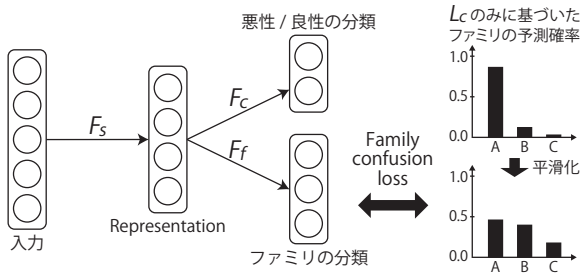 悪性 / 良性の分類
Fs
Fc
Ff
入力
Representation
ファミリの分類
Family
confusion
loss
Lc のみに基づいた
ファミリの予測確率
1.0
0.5
0.0
A B C
平滑化
1.0
0.5
0.0
A B C